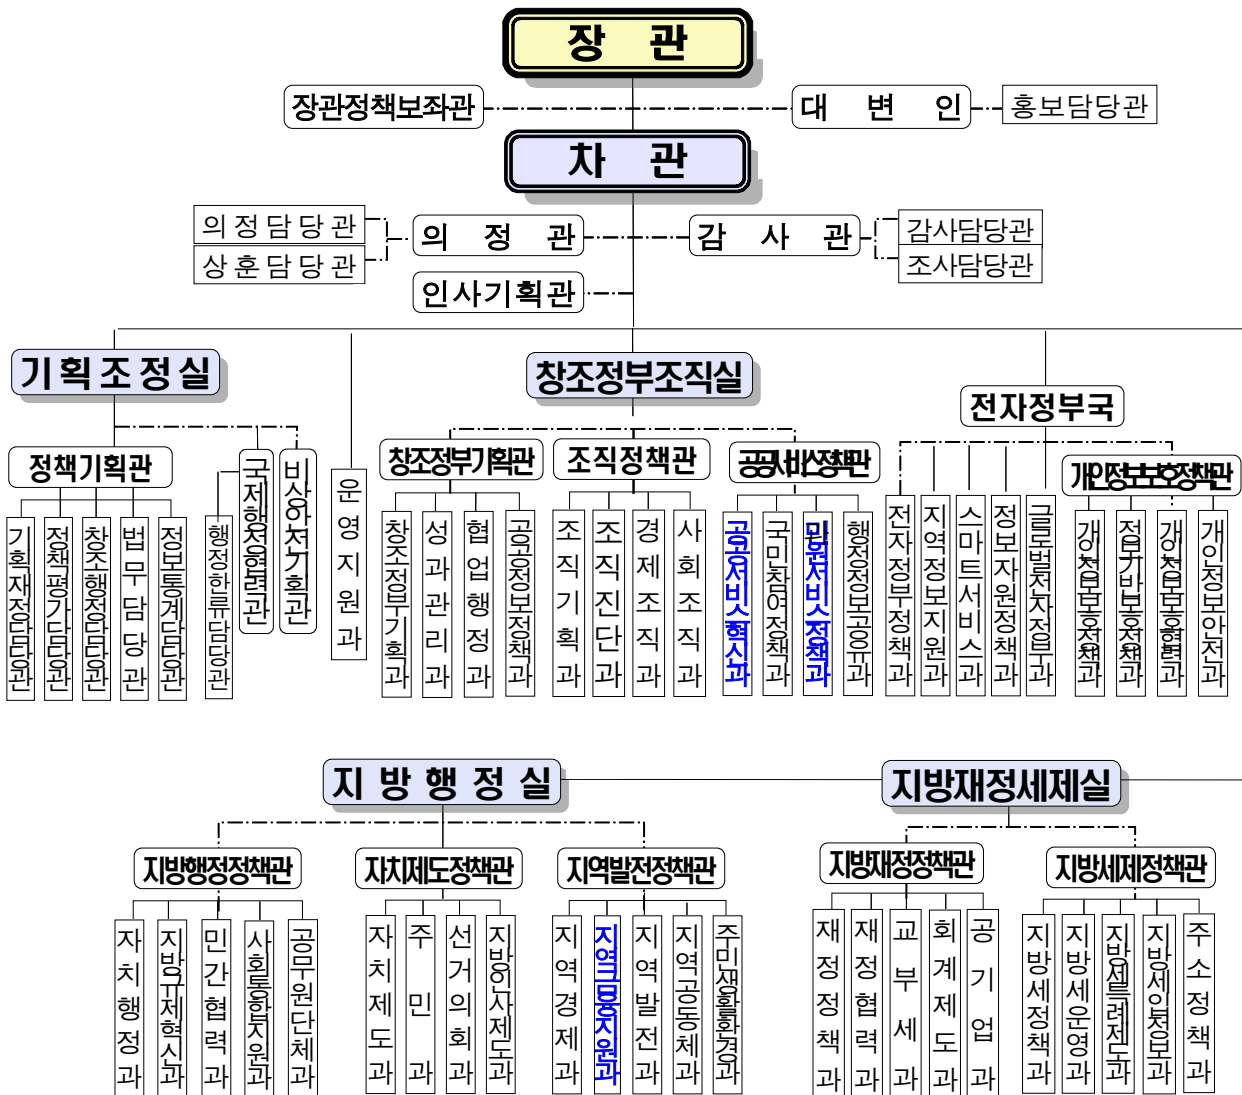 장 관
장관정책보좌관
대 변 인
홍보담당관
차 관
의정담당관
상훈담당관
의 정 관
감 사 관
감사담당관
조사담당관
인사기획관
기획조정실
창조정부조직실
전자정부국
정책기획관
국제행정협력관
비상안전기획관
운영지원과
창조정부기획관
조직정책관
공공서비스정책관
개인정보보호정책관
기획재정담당관
정책평가담당관
창조행정담당관
법무담당관
정보통계담당관
행정한류담당관
창조정부기획과
성과관리과
협업행정과
공공정보정책과
조직기획과
조직진단과
경제조직과
사회조직과
공공서비스혁신과
국민참여정책과
민원서비스정책과
행정정보공유과
전자정부정책과
지역정보지원과
스마트서비스과
정보자원정책과
글로벌전자정부과
개인정보보호정책과
정보기반보호정책과
개인정보보호협력과
개인정보안전과
지방행정실
지방재정세제실
지방행정정책관
자치제도정책관
지역발전정책관
지방재정정책관
지방세제정책관
자치행정과
지방규제혁신과
민간협력과
사회통합지원과
공무원단체과
자치제도과
주민과
선거의회과
지방인사제도과
지역경제과
지역금융지원과
지역발전과
지역공동체과
주민생활환경과
재정정책과
재정협력과
교부세과
회계제도과
공기업과
지방세정책과
지방세운영과
지방세특례제도과
지방세입정보과
주소정책과